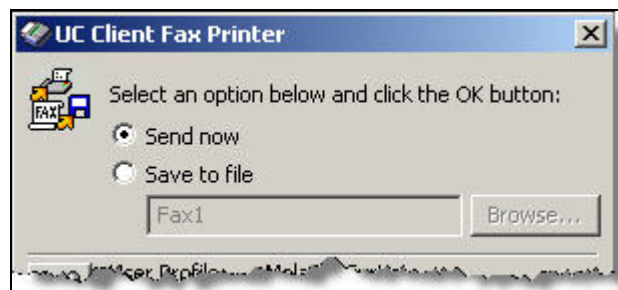 UC Client Fax Printer
FAX
Select an option below and click the OK button:
Send now
Save to file
Fax1
Browse...